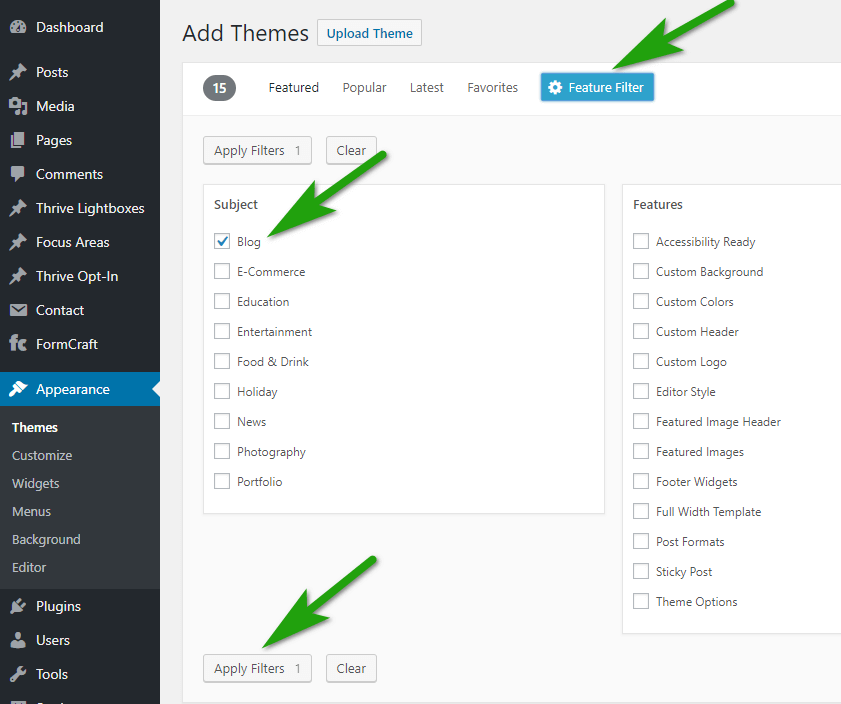 Dashboard
Posts
Media
Pages
Comments
Thrive Lightboxes
Focus Areas
Thrive Opt-In
Contact
fc FormCraft
Appearance
Themes
Customize
Widgets
Menus
Background
Editor
Plugins
Users
Tools
Add Themes Upload Theme
15 Featured Popular Latest Favorites Feature Filter
Apply Filters 1 Clear
Subject
Blog
E-Commerce
Education
Entertainment
Food & Drink
Holiday
News
Photography
Portfolio
Features
Accessibility Ready
Custom Background
Custom Colors
Custom Header
Custom Logo
Editor Style
Featured Image Header
Featured Images
Footer Widgets
Full Width Template
Post Formats
Sticky Post
Theme Options
Apply Filters 1 Clear